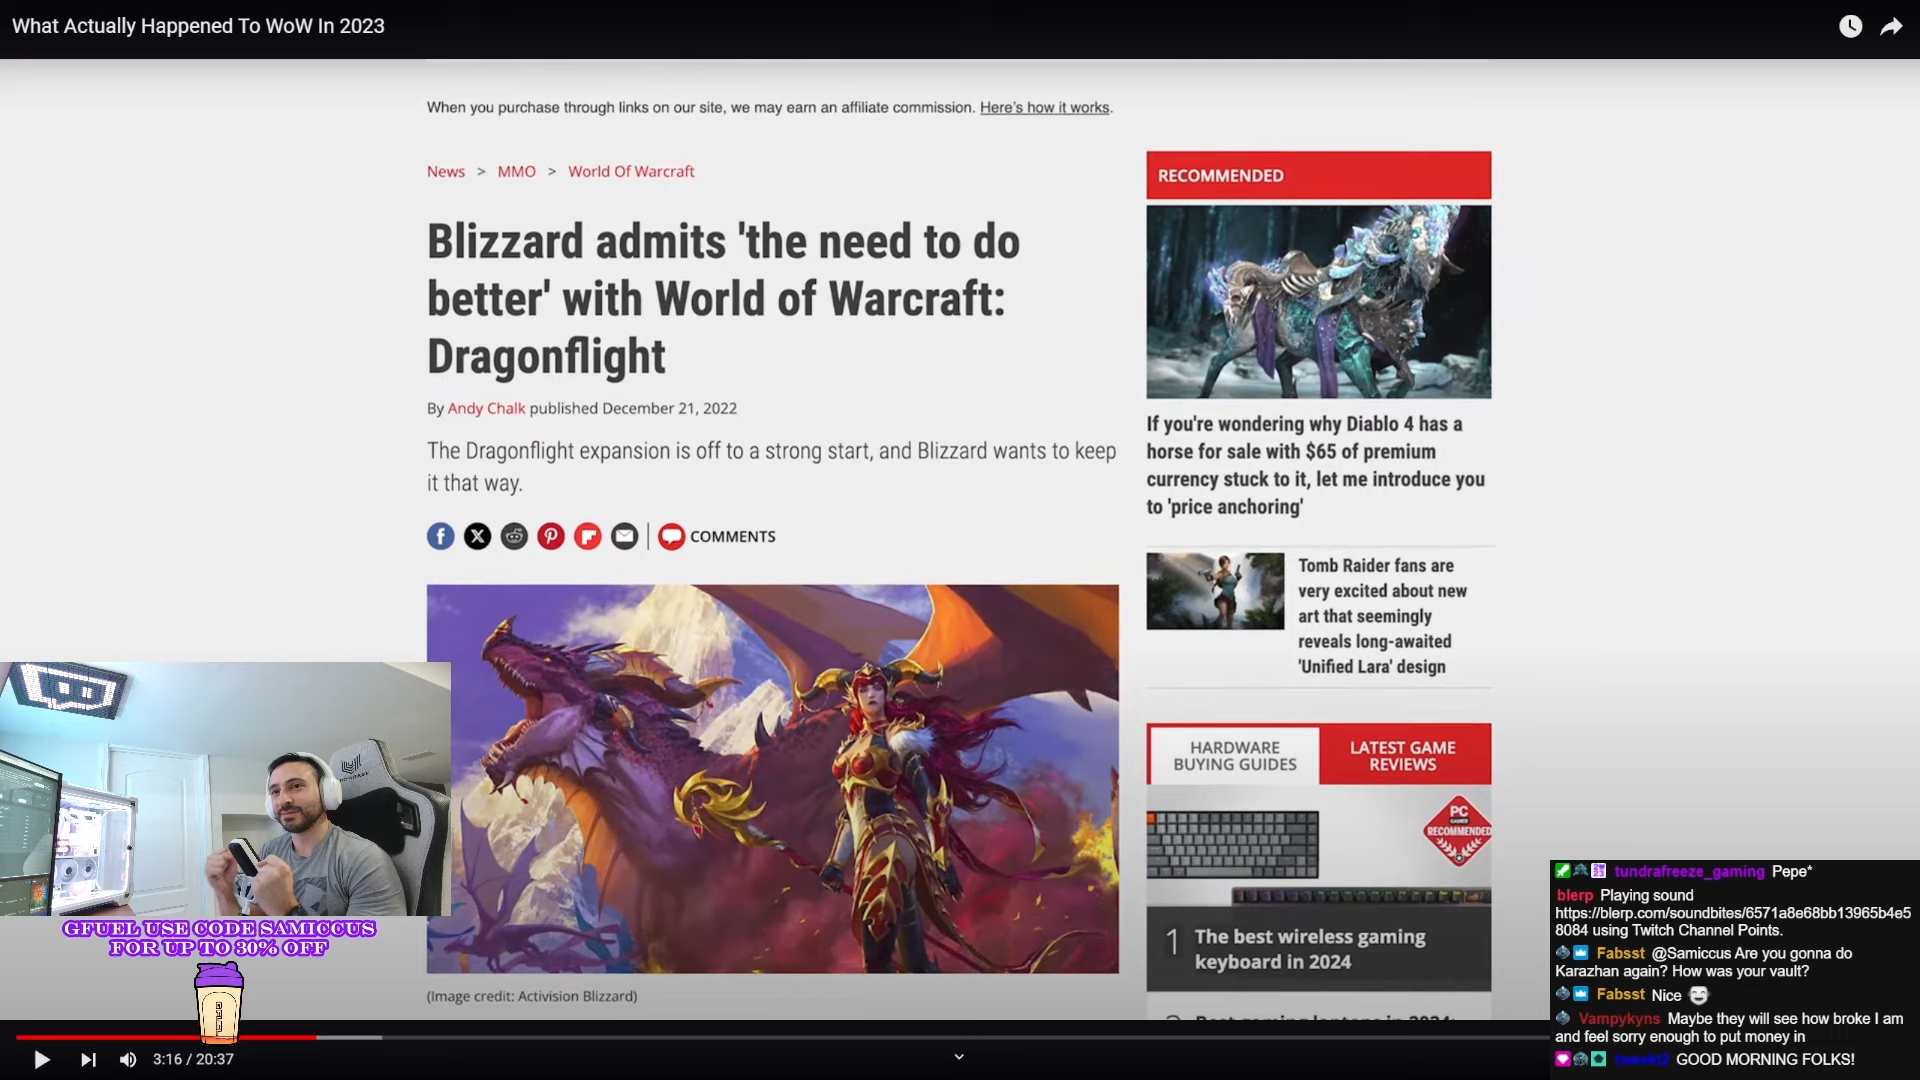 What Actually Happened To WoW In 2023
When you purchase through links on our site, we may earn an affiliate commission. Here's how it works.
News > MMO > World Of Warcraft
Blizzard admits 'the need to do
better' with World of Warcraft:
Dragonflight
By Andy Chalk published December 21, 2022
The Dragonflight expansion is off to a strong start, and Blizzard wants to keep
it that way.
COMMENTS
(Image credit: Activision Blizzard)
RECOMMENDED
If you're wondering why Diablo 4 has a
horse for sale with $65 of premium
currency stuck to it, let me introduce you
to 'price anchoring'
Tomb Raider fans are
very excited about new
art that seemingly
reveals long-awaited
'Unified Lara' design
HARDWARE
BUYING GUIDES
LATEST GAME
REVIEWS
PC
GAMER
RECOMMENDED
1 The best wireless gaming
keyboard in 2024
GFUEL USE CODE SAMICCUS
FOR UP TO 30% OFF
3:16 / 20:37
tundrafreeze_gaming Pepe*
blerp Playing sound
https://blerp.com/soundbites/6571a8e68bb13965b4e5
8084 using Twitch Channel Points.
Fabsst @Samiccus Are you gonna do
Karazhan again? How was your vault?
Fabsst Nice
Vampykyns Maybe they will see how broke I am
and feel sorry enough to put money in
GOOD MORNING FOLKS!